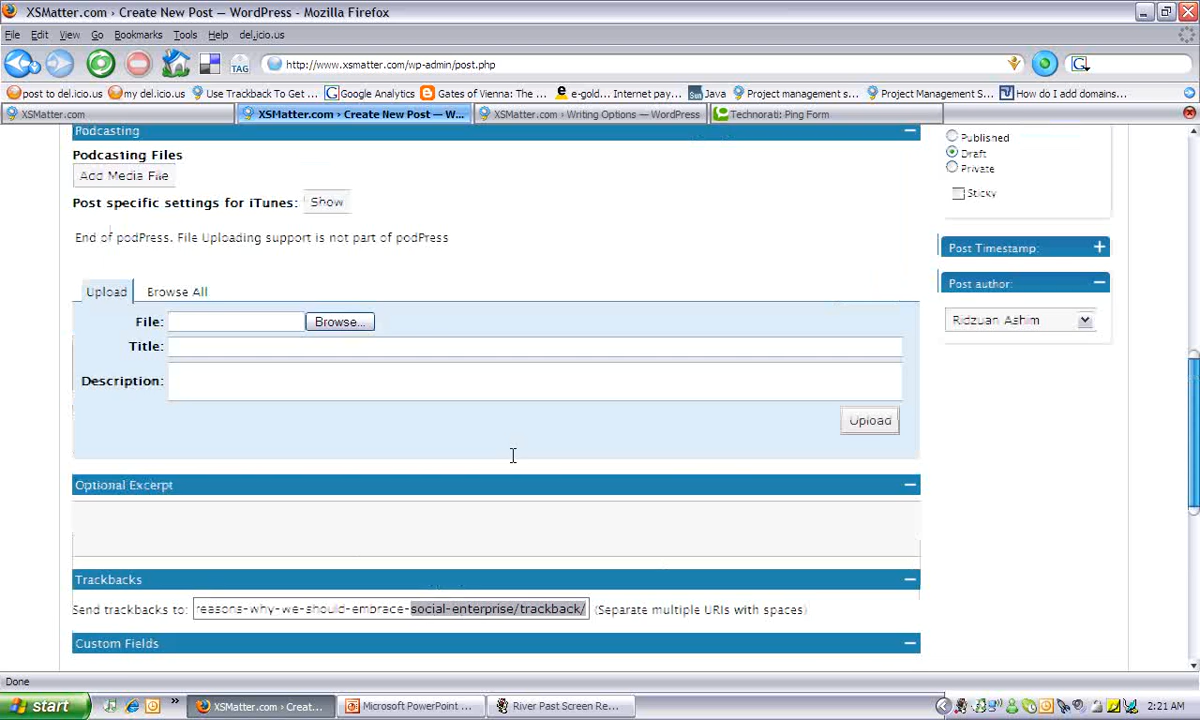 XSMatter.com › Create New Post — WordPress - Mozilla Firefox
File Edit View Go Bookmarks Tools Help del.icio.us
TAG http://www.xsmatter.com/wp-admin/post.php
post to del.icio.us my del.icio.us Use Trackback To Get ... Google Analytics Gates of Vienna: The ... e-gold... Internet pay... Java Project management s... Project Management S... How do I add domains...
XSMatter.com XSMatter.com › Create New Post — W... XSMatter.com › Writing Options — WordPress Technorati: Ping Form
Podcasting
Published
Podcasting Files
Draft
Add Media File
Private
Sticky
Post specific settings for iTunes: Show
End of podPress. File Uploading support is not part of podPress
Post Timestamp:
Post author:
Upload Browse All
File: Browse...
Ridzuan Ashim
Title:
Description:
Upload
Optional Excerpt
Trackbacks
Send trackbacks to: reasons-why-we-should-embrace-social-enterprise/trackback/ (Separate multiple URIs with spaces)
Custom Fields
Done
start XSMatter.com › Creat... Microsoft PowerPoint ... River Past Screen Re... 2:21 AM